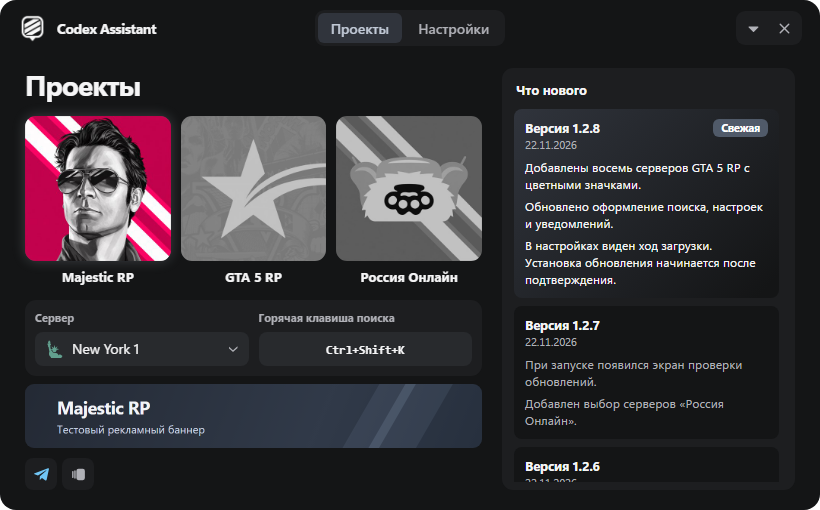 Codex Assistant
Проекты
Настройки
Проекты
Majestic RP
GTA 5 RP
Россия Онлайн
Сервер
New York 1
Горячая клавиша поиска
Ctrl+Shift+K
Majestic RP
Тестовый рекламный баннер
Что нового
Версия 1.2.8
Свежая
22.11.2026
Добавлены восемь серверов GTA 5 RP с
цветными значками.
Обновлено оформление поиска, настроек
и уведомлений.
В настройках виден ход загрузки.
Установка обновления начинается после
подтверждения.
Версия 1.2.7
22.11.2026
При запуске появился экран проверки
обновлений.
Добавлен выбор серверов «Россия
Онлайн».
Версия 1.2.6
22.11.2026